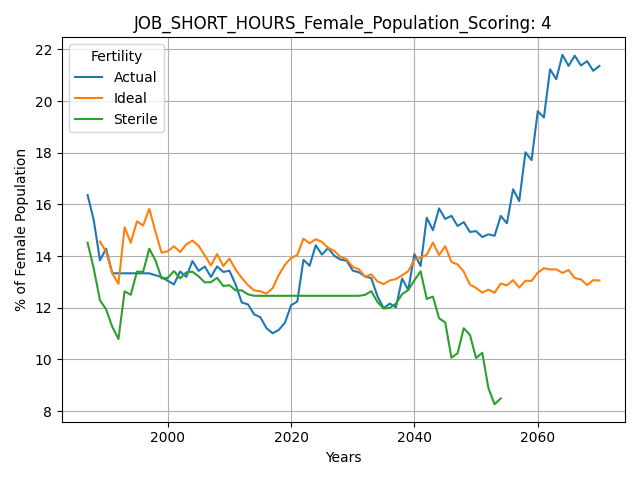 JOB_SHORT_HOURS_Female_Population_Scoring: 4
Fertility
Actual
Ideal
Sterile
% of Female Population
22
20
18
16
14
12
10
8
2000 2020 2040 2060
Years